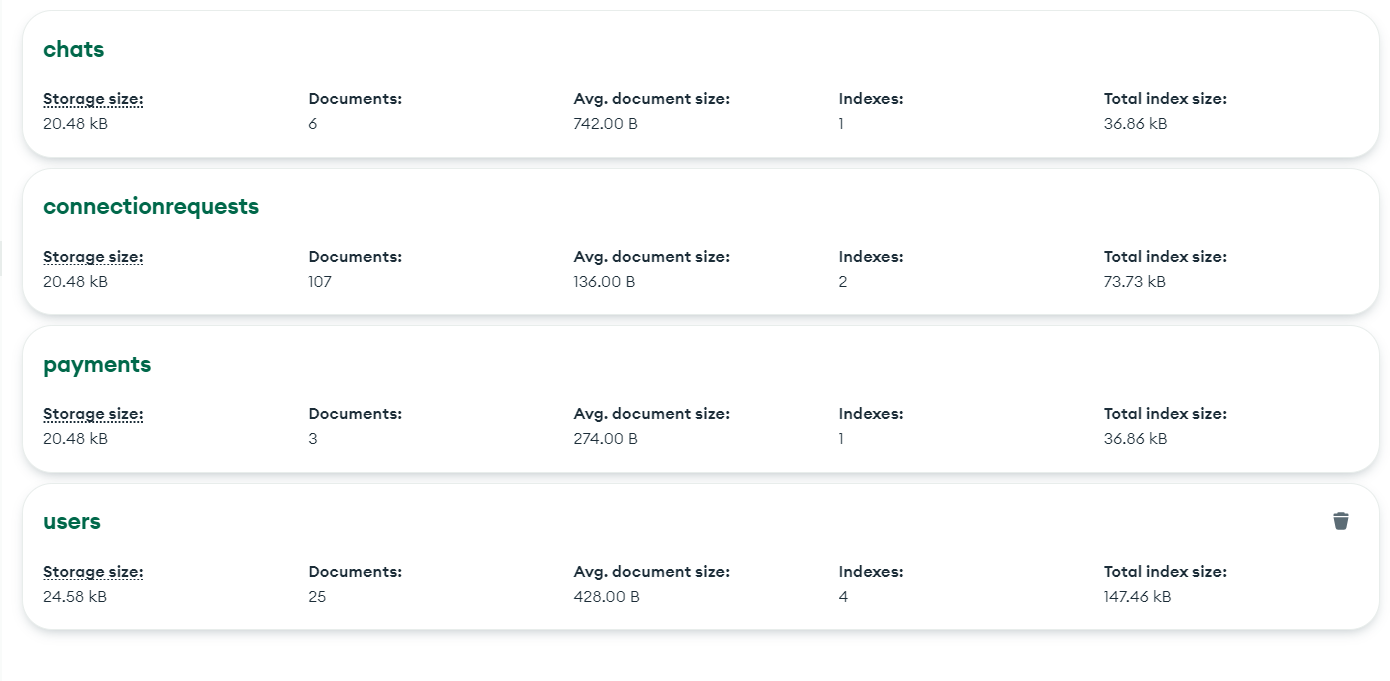 chats
Storage size: Documents: Avg. document size: Indexes: Total index size:
20.48 kB 6 742.00 B 1 36.86 kB
connectionrequests
Storage size: Documents: Avg. document size: Indexes: Total index size:
20.48 kB 107 136.00 B 2 73.73 kB
payments
Storage size: Documents: Avg. document size: Indexes: Total index size:
20.48 kB 3 274.00 B 1 36.86 kB
users
Storage size: Documents: Avg. document size: Indexes: Total index size:
24.58 kB 25 428.00 B 4 147.46 kB